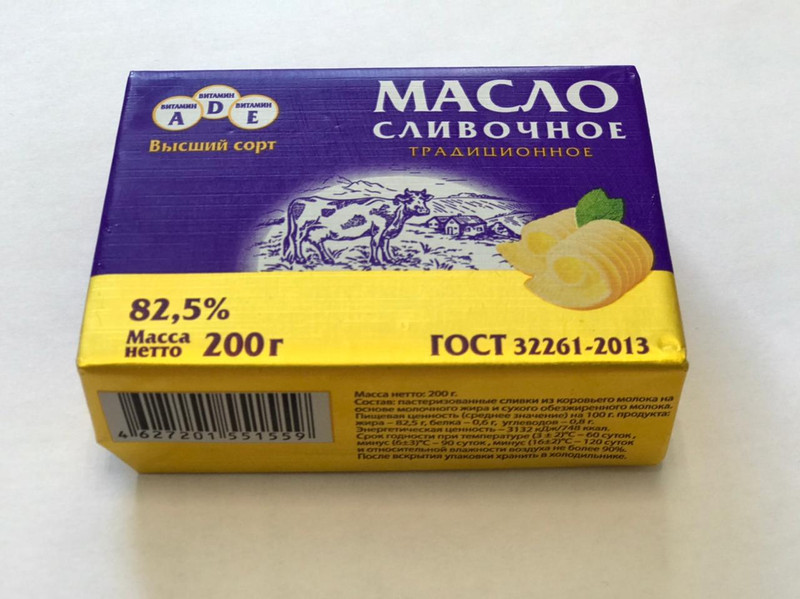 ВИТАМИН A
ВИТАМИН D
ВИТАМИН E
Высший сорт
МАСЛО
СЛИВОЧНОЕ
ТРАДИЦИОННОЕ
82,5%
Масса нетто 200 г
ГОСТ 32261-2013
4627201551559
Масса нетто: 200 г.
Состав: пастеризованные сливки из коровьего молока на
основе молочного жира и сухого обезжиренного молока.
Пищевая ценность (среднее значение) на 100 г. продукта:
жира – 82,5 г, белка – 0,6 г, углеводов – 0,8 г.
Энергетическая ценность – 3132 кДж/748 ккал.
Срок годности при температуре (3 ± 2)°С – 60 суток,
минус (6±3)°С – 90 суток, минус (16±2)°С – 120 суток
и относительной влажности воздуха не более 90%.
После вскрытия упаковки хранить в холодильнике.